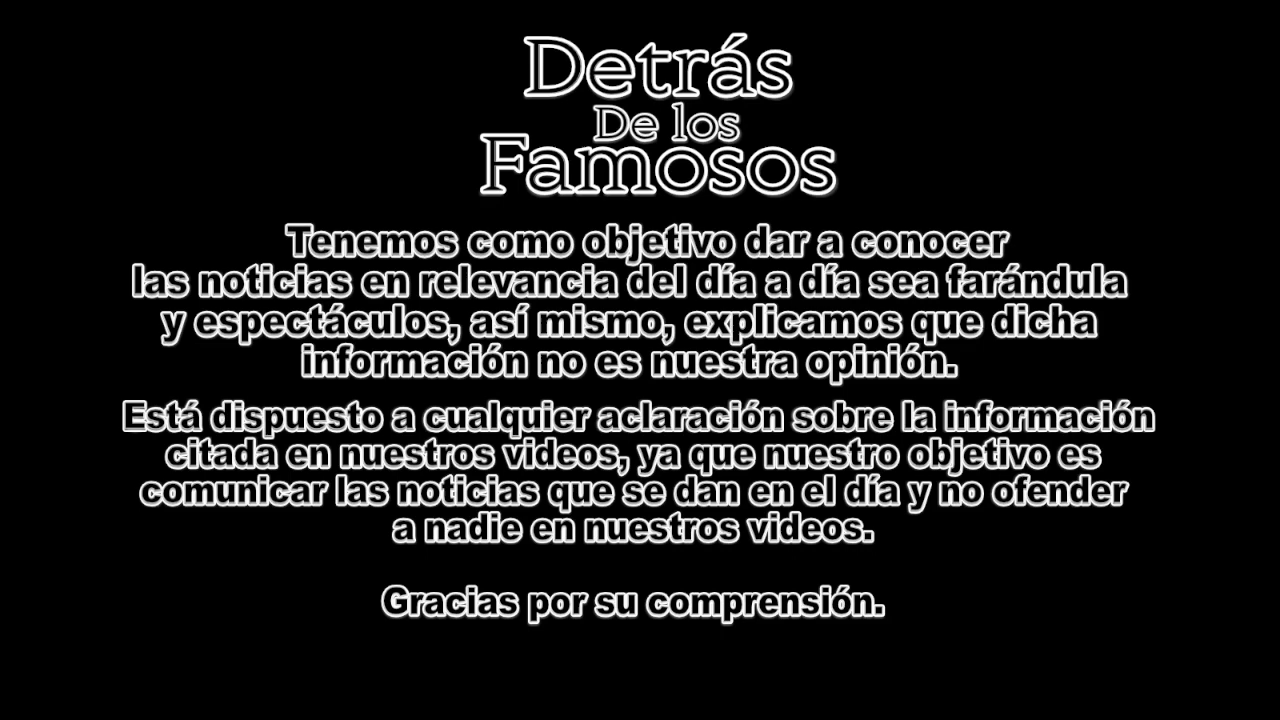 Detrás
De los
Famosos
Tenemos como objetivo dar a conocer
las noticias en relevancia del día a día sea farándula
y espectáculos, así mismo, explicamos que dicha
información no es nuestra opinión.
Está dispuesto a cualquier aclaración sobre la información
citada en nuestros videos, ya que nuestro objetivo es
comunicar las noticias que se dan en el día y no ofender
a nadie en nuestros videos.
Gracias por su comprensión.